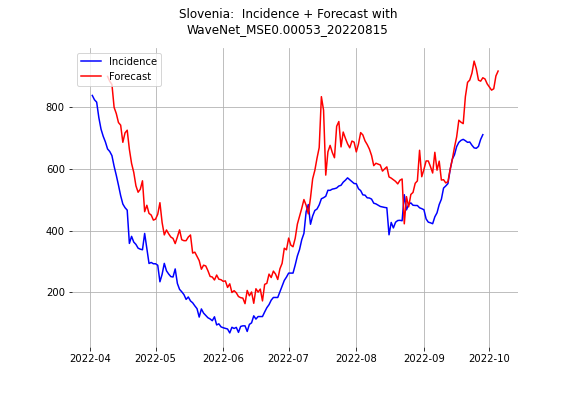 Slovenia:  Incidence + Forecast with
WaveNet_MSE0.00053_20220815
Incidence
Forecast
800
600
400
200
2022-04
2022-05
2022-06
2022-07
2022-08
2022-09
2022-10